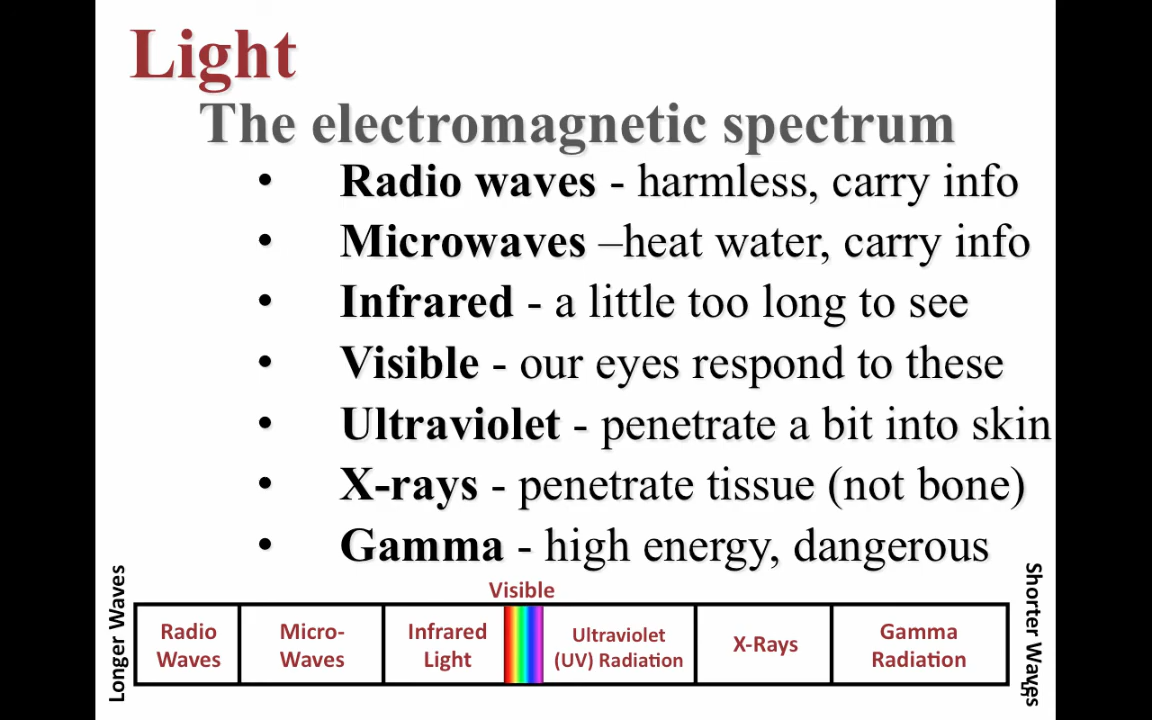 Light
The electromagnetic spectrum
• Radio waves - harmless, carry info
• Microwaves –heat water, carry info
• Infrared - a little too long to see
• Visible - our eyes respond to these
• Ultraviolet - penetrate a bit into skin
• X-rays - penetrate tissue (not bone)
• Gamma - high energy, dangerous
Longer Waves
Visible
Radio
Waves
Micro-
Waves
Infrared
Light
Ultraviolet
(UV) Radiation
X-Rays
Gamma
Radiation
Shorter Waves